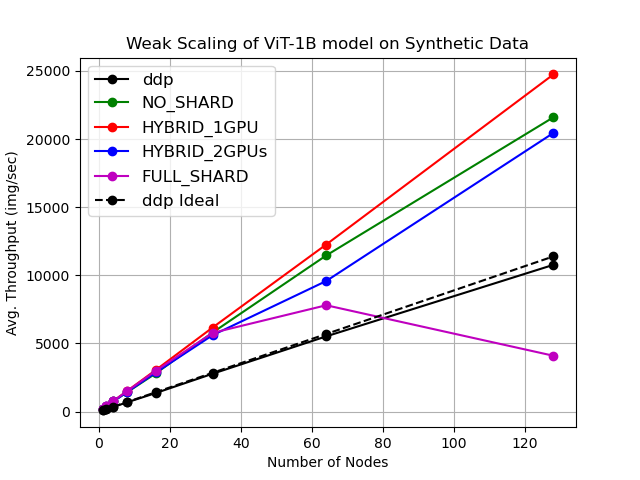 Weak Scaling of ViT-1B model on Synthetic Data
Avg. Throughput (img/sec)
25000
20000
15000
10000
5000
0
ddp
NO_SHARD
HYBRID_1GPU
HYBRID_2GPUs
FULL_SHARD
ddp Ideal
0 20 40 60 80 100 120
Number of Nodes